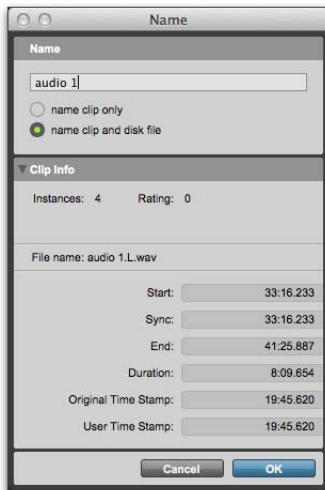 Name
Name
audio 1
name clip only
name clip and disk file
Clip Info
Instances: 4 Rating: 0
File name: audio 1.L.wav
Start: 33:16.233
Sync: 33:16.233
End: 41:25.887
Duration: 8:09.654
Original Time Stamp: 19:45.620
User Time Stamp: 19:45.620
Cancel OK